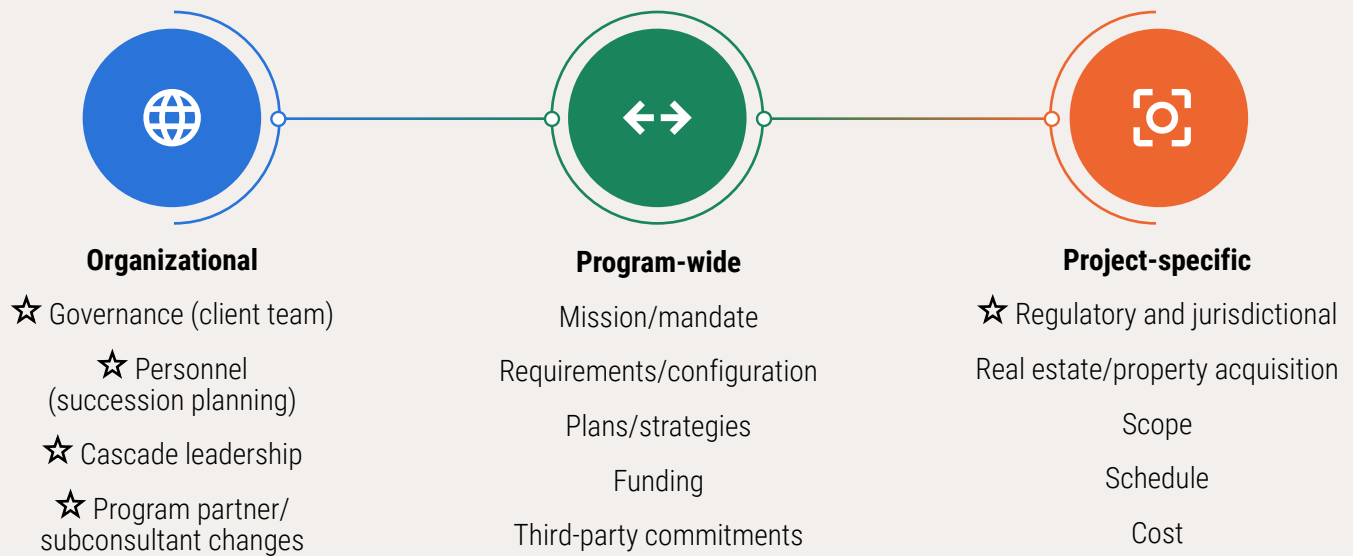 Organizational
Governance (client team)
Personnel
(succession planning)
Cascade leadership
Program partner/
subconsultant changes
Program-wide
Mission/mandate
Requirements/configuration
Plans/strategies
Funding
Third-party commitments
Project-specific
Regulatory and jurisdictional
Real estate/property acquisition
Scope
Schedule
Cost